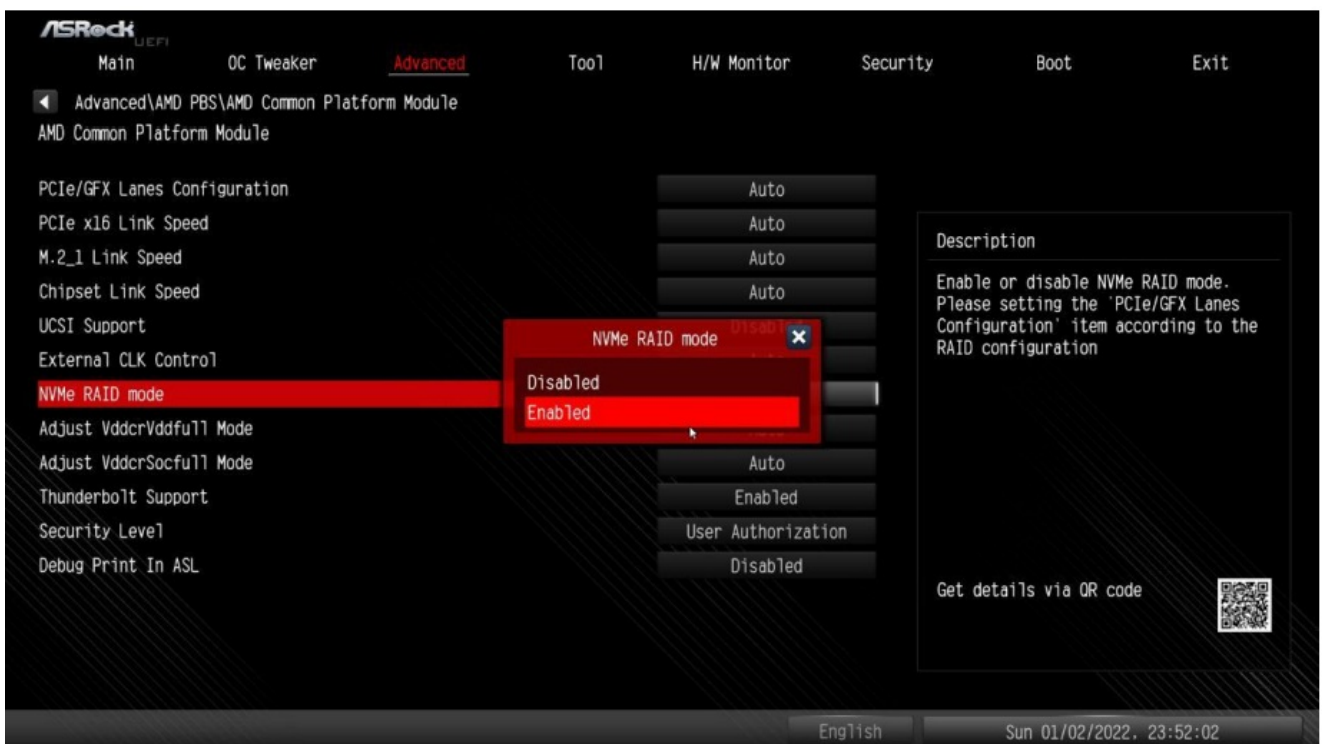 ASRock
UEFI
Main OC Tweaker Advanced Tool H/W Monitor Security Boot Exit
Advanced\AMD PBS\AMD Common Platform Module
AMD Common Platform Module
PCIe/GFX Lanes Configuration Auto
PCIe x16 Link Speed Auto
M.2_1 Link Speed Auto
Chipset Link Speed Auto
UCSI Support Disabled
External CLK Control
NVMe RAID mode
Adjust VddcrVddfull Mode
Adjust VddcrSocfull Mode Auto
Thunderbolt Support Enabled
Security Level User Authorization
Debug Print In ASL Disabled
NVMe RAID mode
Disabled
Enabled
Description
Enable or disable NVMe RAID mode.
Please setting the 'PCIe/GFX Lanes
Configuration' item according to the
RAID configuration
Get details via QR code
English Sun 01/02/2022, 23:52:02